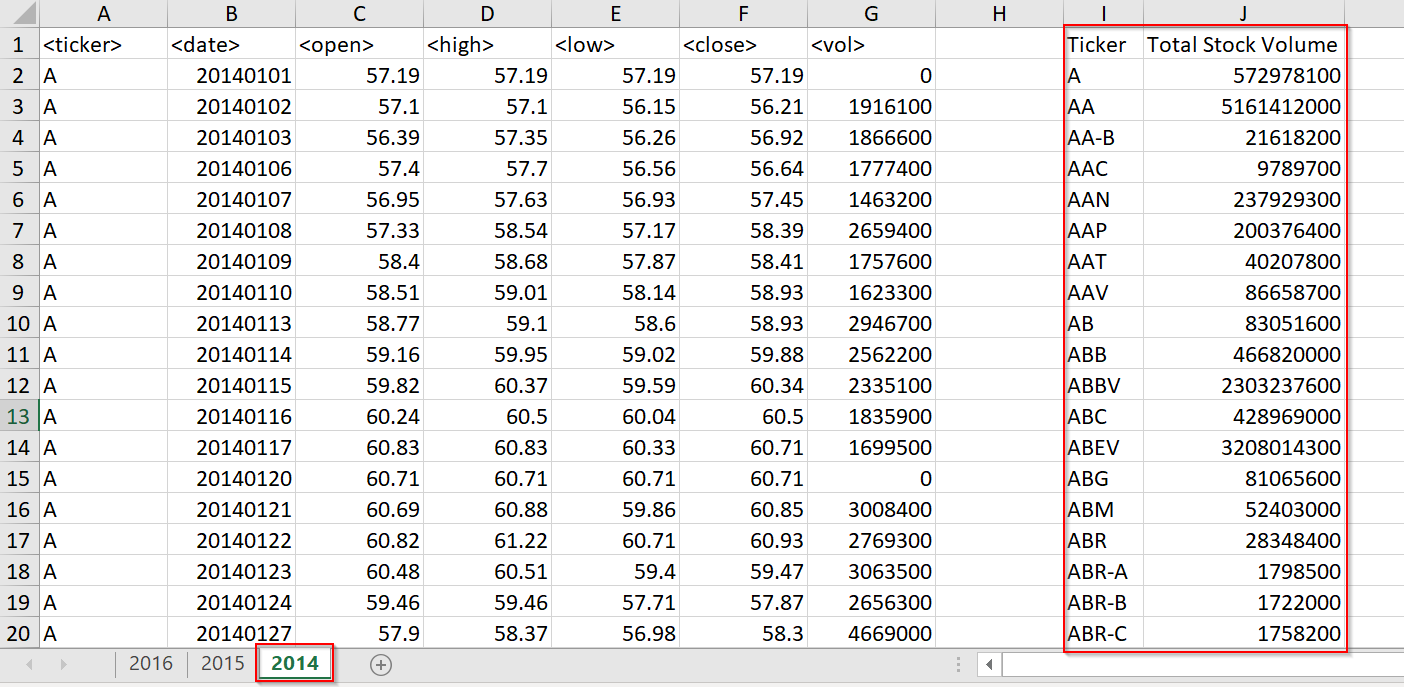 A B C D E F G H I J
1 <ticker> <date> <open> <high> <low> <close> <vol> Ticker Total Stock Volume
2 A 20140101 57.19 57.19 57.19 57.19 0 A 572978100
3 A 20140102 57.1 57.1 56.15 56.21 1916100 AA 5161412000
4 A 20140103 56.39 57.35 56.26 56.92 1866600 AA-B 21618200
5 A 20140106 57.4 57.7 56.56 56.64 1777400 AAC 9789700
6 A 20140107 56.95 57.63 56.93 57.45 1463200 AAN 237929300
7 A 20140108 57.33 58.54 57.17 58.39 2659400 AAP 200376400
8 A 20140109 58.4 58.68 57.87 58.41 1757600 AAT 40207800
9 A 20140110 58.51 59.01 58.14 58.93 1623300 AAV 86658700
10 A 20140113 58.77 59.1 58.6 58.93 2946700 AB 83051600
11 A 20140114 59.16 59.95 59.02 59.88 2562200 ABB 466820000
12 A 20140115 59.82 60.37 59.59 60.34 2335100 ABBV 2303237600
13 A 20140116 60.24 60.5 60.04 60.5 1835900 ABC 428969000
14 A 20140117 60.83 60.83 60.33 60.71 1699500 ABEV 3208014300
15 A 20140120 60.71 60.71 60.71 60.71 0 ABG 81065600
16 A 20140121 60.69 60.88 59.86 60.85 3008400 ABM 52403000
17 A 20140122 60.82 61.22 60.71 60.93 2769300 ABR 28348400
18 A 20140123 60.48 60.51 59.4 59.47 3063500 ABR-A 1798500
19 A 20140124 59.46 59.46 57.71 57.87 2656300 ABR-B 1722000
20 A 20140127 57.9 58.37 56.98 58.3 4669000 ABR-C 1758200
2016 2015 2014